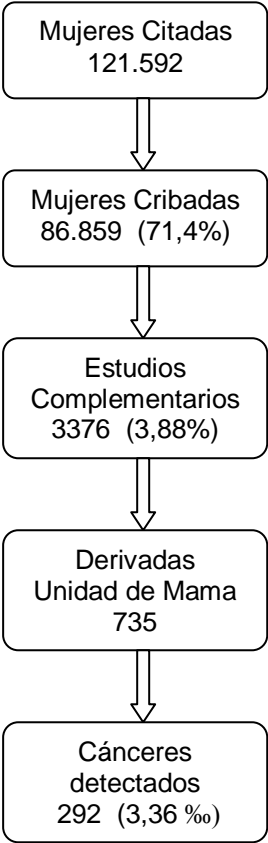 Mujeres Citadas
121.592
Mujeres Cribadas
86.859 (71,4%)
Estudios
Complementarios
3376 (3,88%)
Derivadas
Unidad de Mama
735
Cánceres
detectados
292 (3,36 ‰)